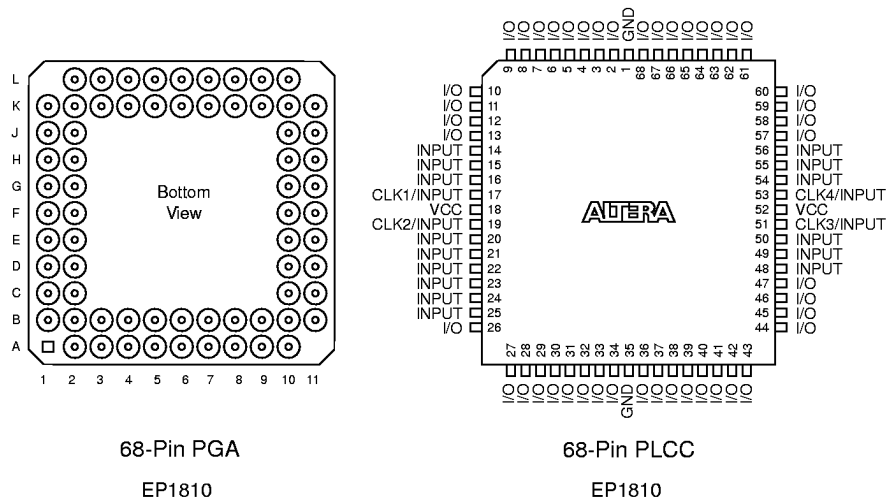 L
K
J
H
G
F
E
D
C
B
A
1 2 3 4 5 6 7 8 9 10 11
Bottom
View
68-Pin PGA
EP1810
I/O I/O I/O I/O I/O I/O I/O I/O GND I/O I/O I/O I/O I/O I/O I/O I/O
9 8 7 6 5 4 3 2 1 68 67 66 65 64 63 62 61
I/O 10 60 I/O
I/O 11 59 I/O
I/O 12 58 I/O
I/O 13 57 I/O
INPUT 14 56 INPUT
INPUT 15 55 INPUT
INPUT 16 54 INPUT
CLK1/INPUT 17 53 CLK4/INPUT
VCC 18 52 VCC
CLK2/INPUT 19 51 CLK3/INPUT
INPUT 20 50 INPUT
INPUT 21 49 INPUT
INPUT 22 48 INPUT
INPUT 23 47 I/O
INPUT 24 46 I/O
INPUT 25 45 I/O
I/O 26 44 I/O
ALTERA
27 28 29 30 31 32 33 34 35 36 37 38 39 40 41 42 43
I/O I/O I/O I/O I/O I/O I/O I/O GND I/O I/O I/O I/O I/O I/O I/O I/O
68-Pin PLCC
EP1810